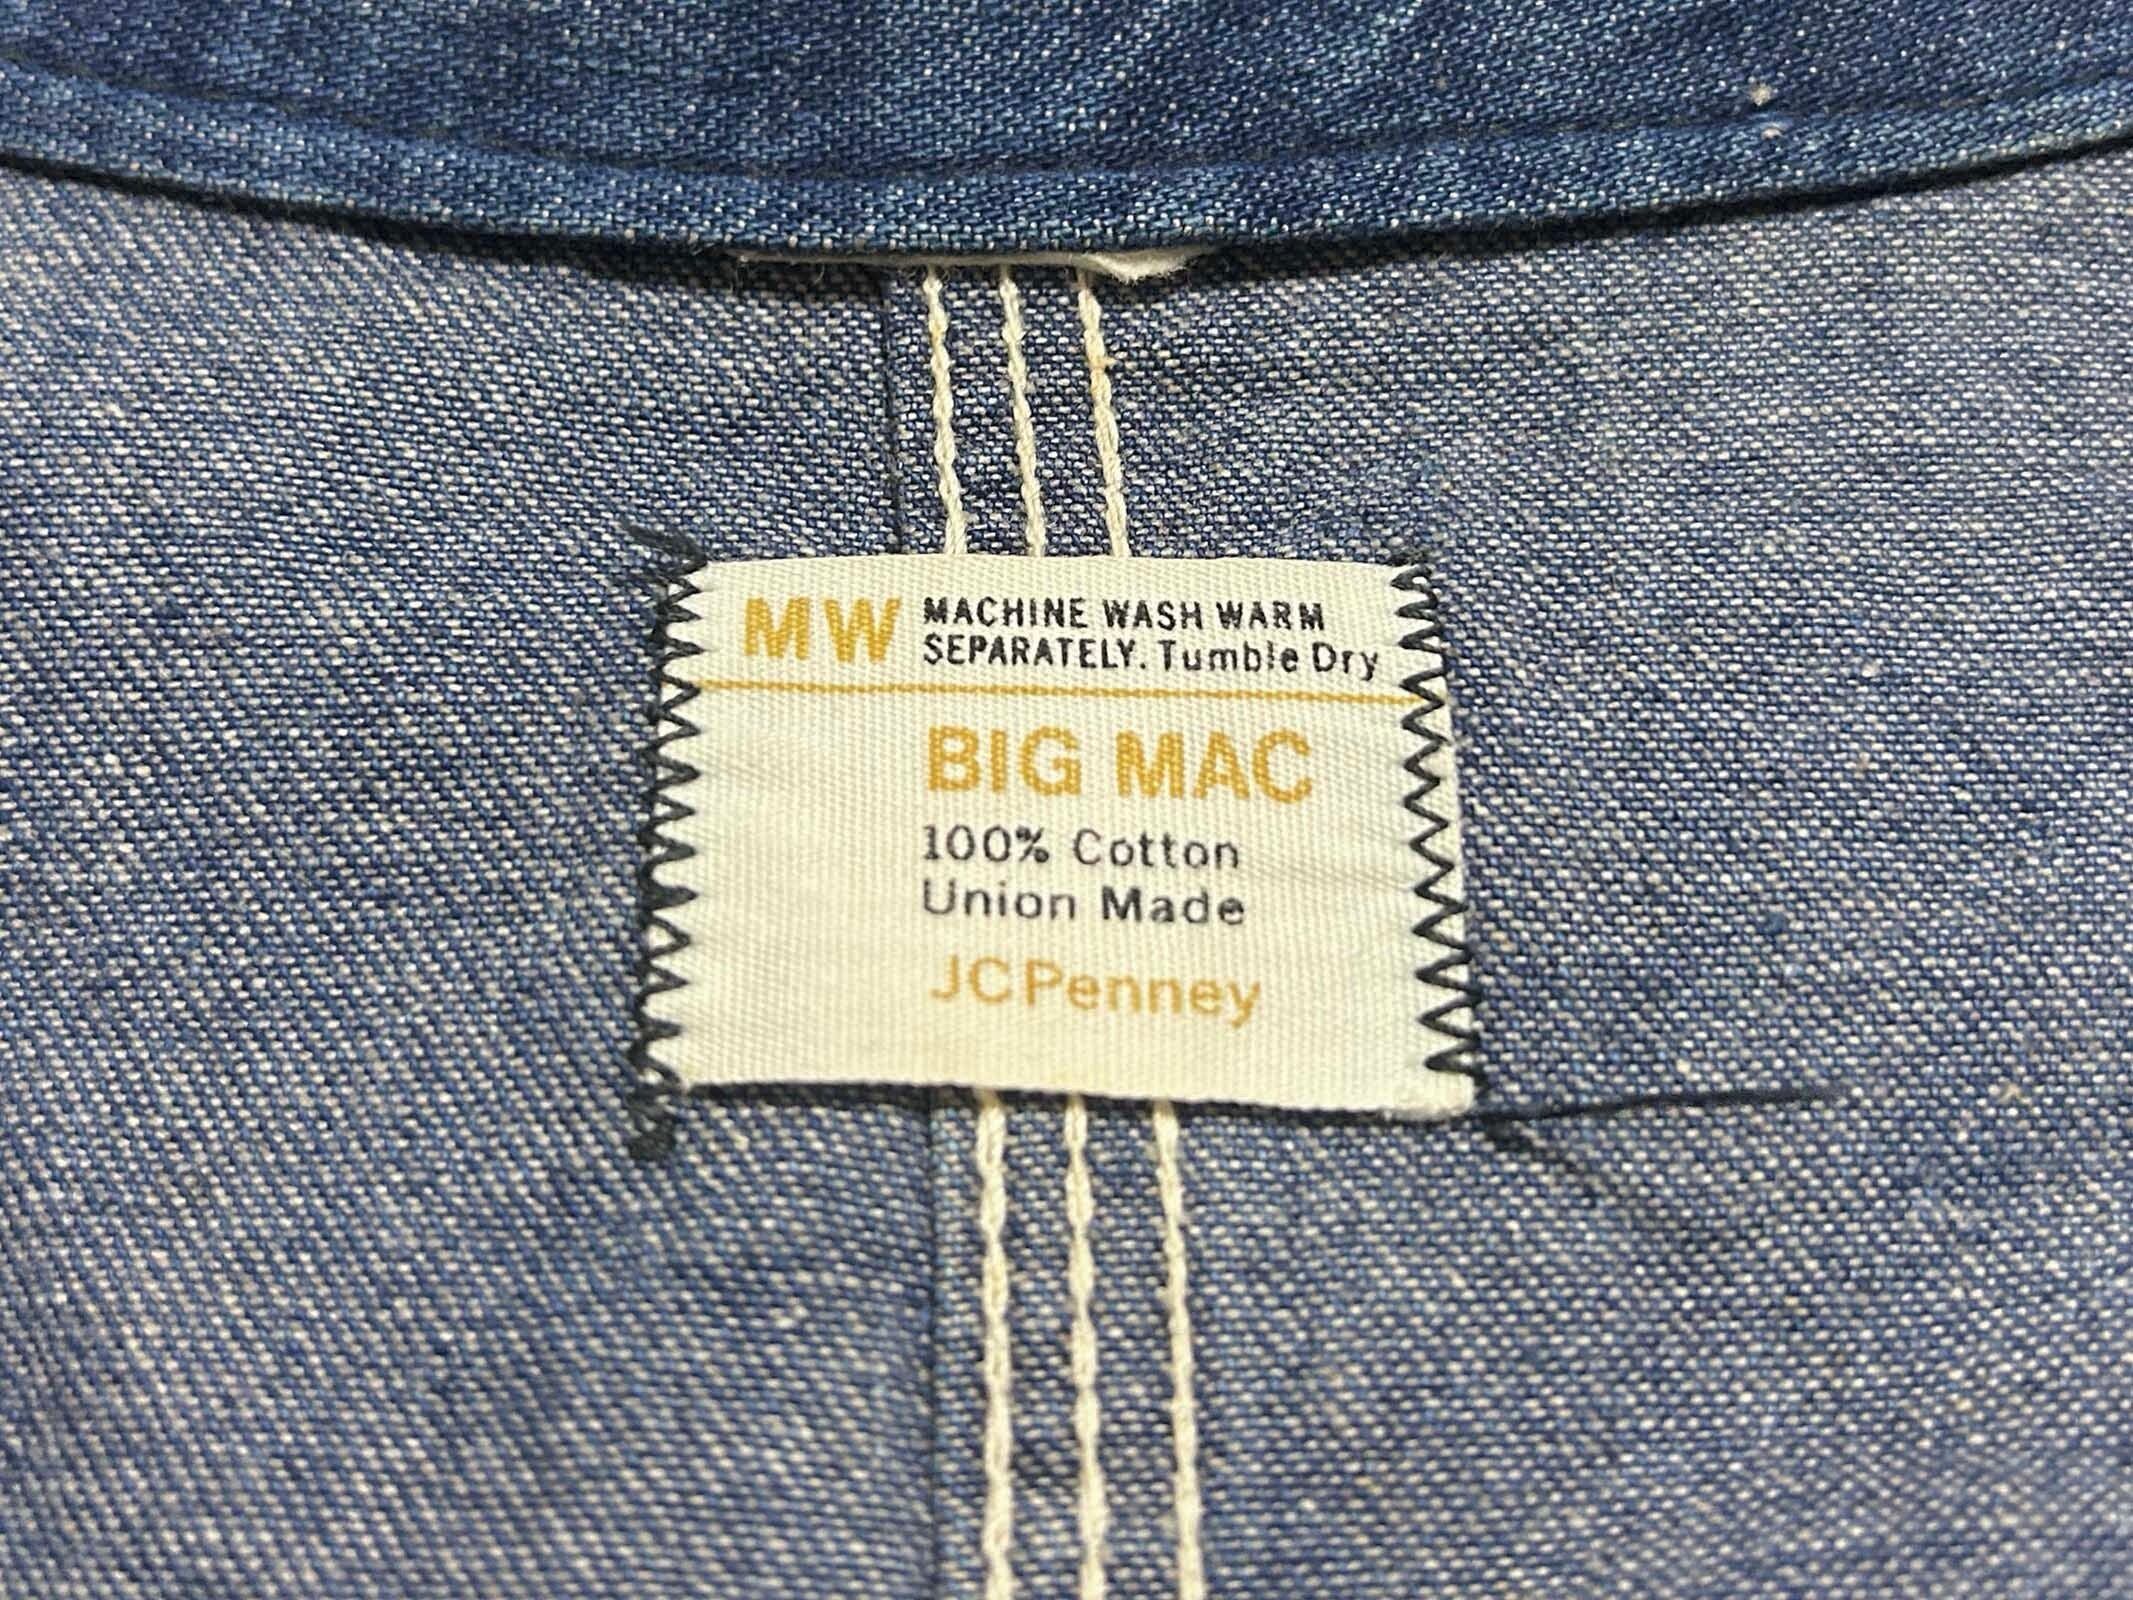 MW MACHINE WASH WARM
SEPARATELY. Tumble Dry
BIG MAC
100% Cotton
Union Made
JCPenney